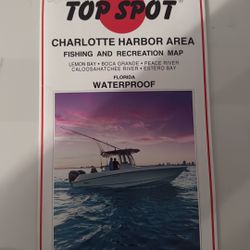 TOP SPOT
CHARLOTTE HARBOR AREA
FISHING AND RECREATION MAP
LEMON BAY • BOCA GRANDE • PEACE RIVER
CALOOSAHATCHEE RIVER • ESTERO BAY
FLORIDA
WATERPROOF